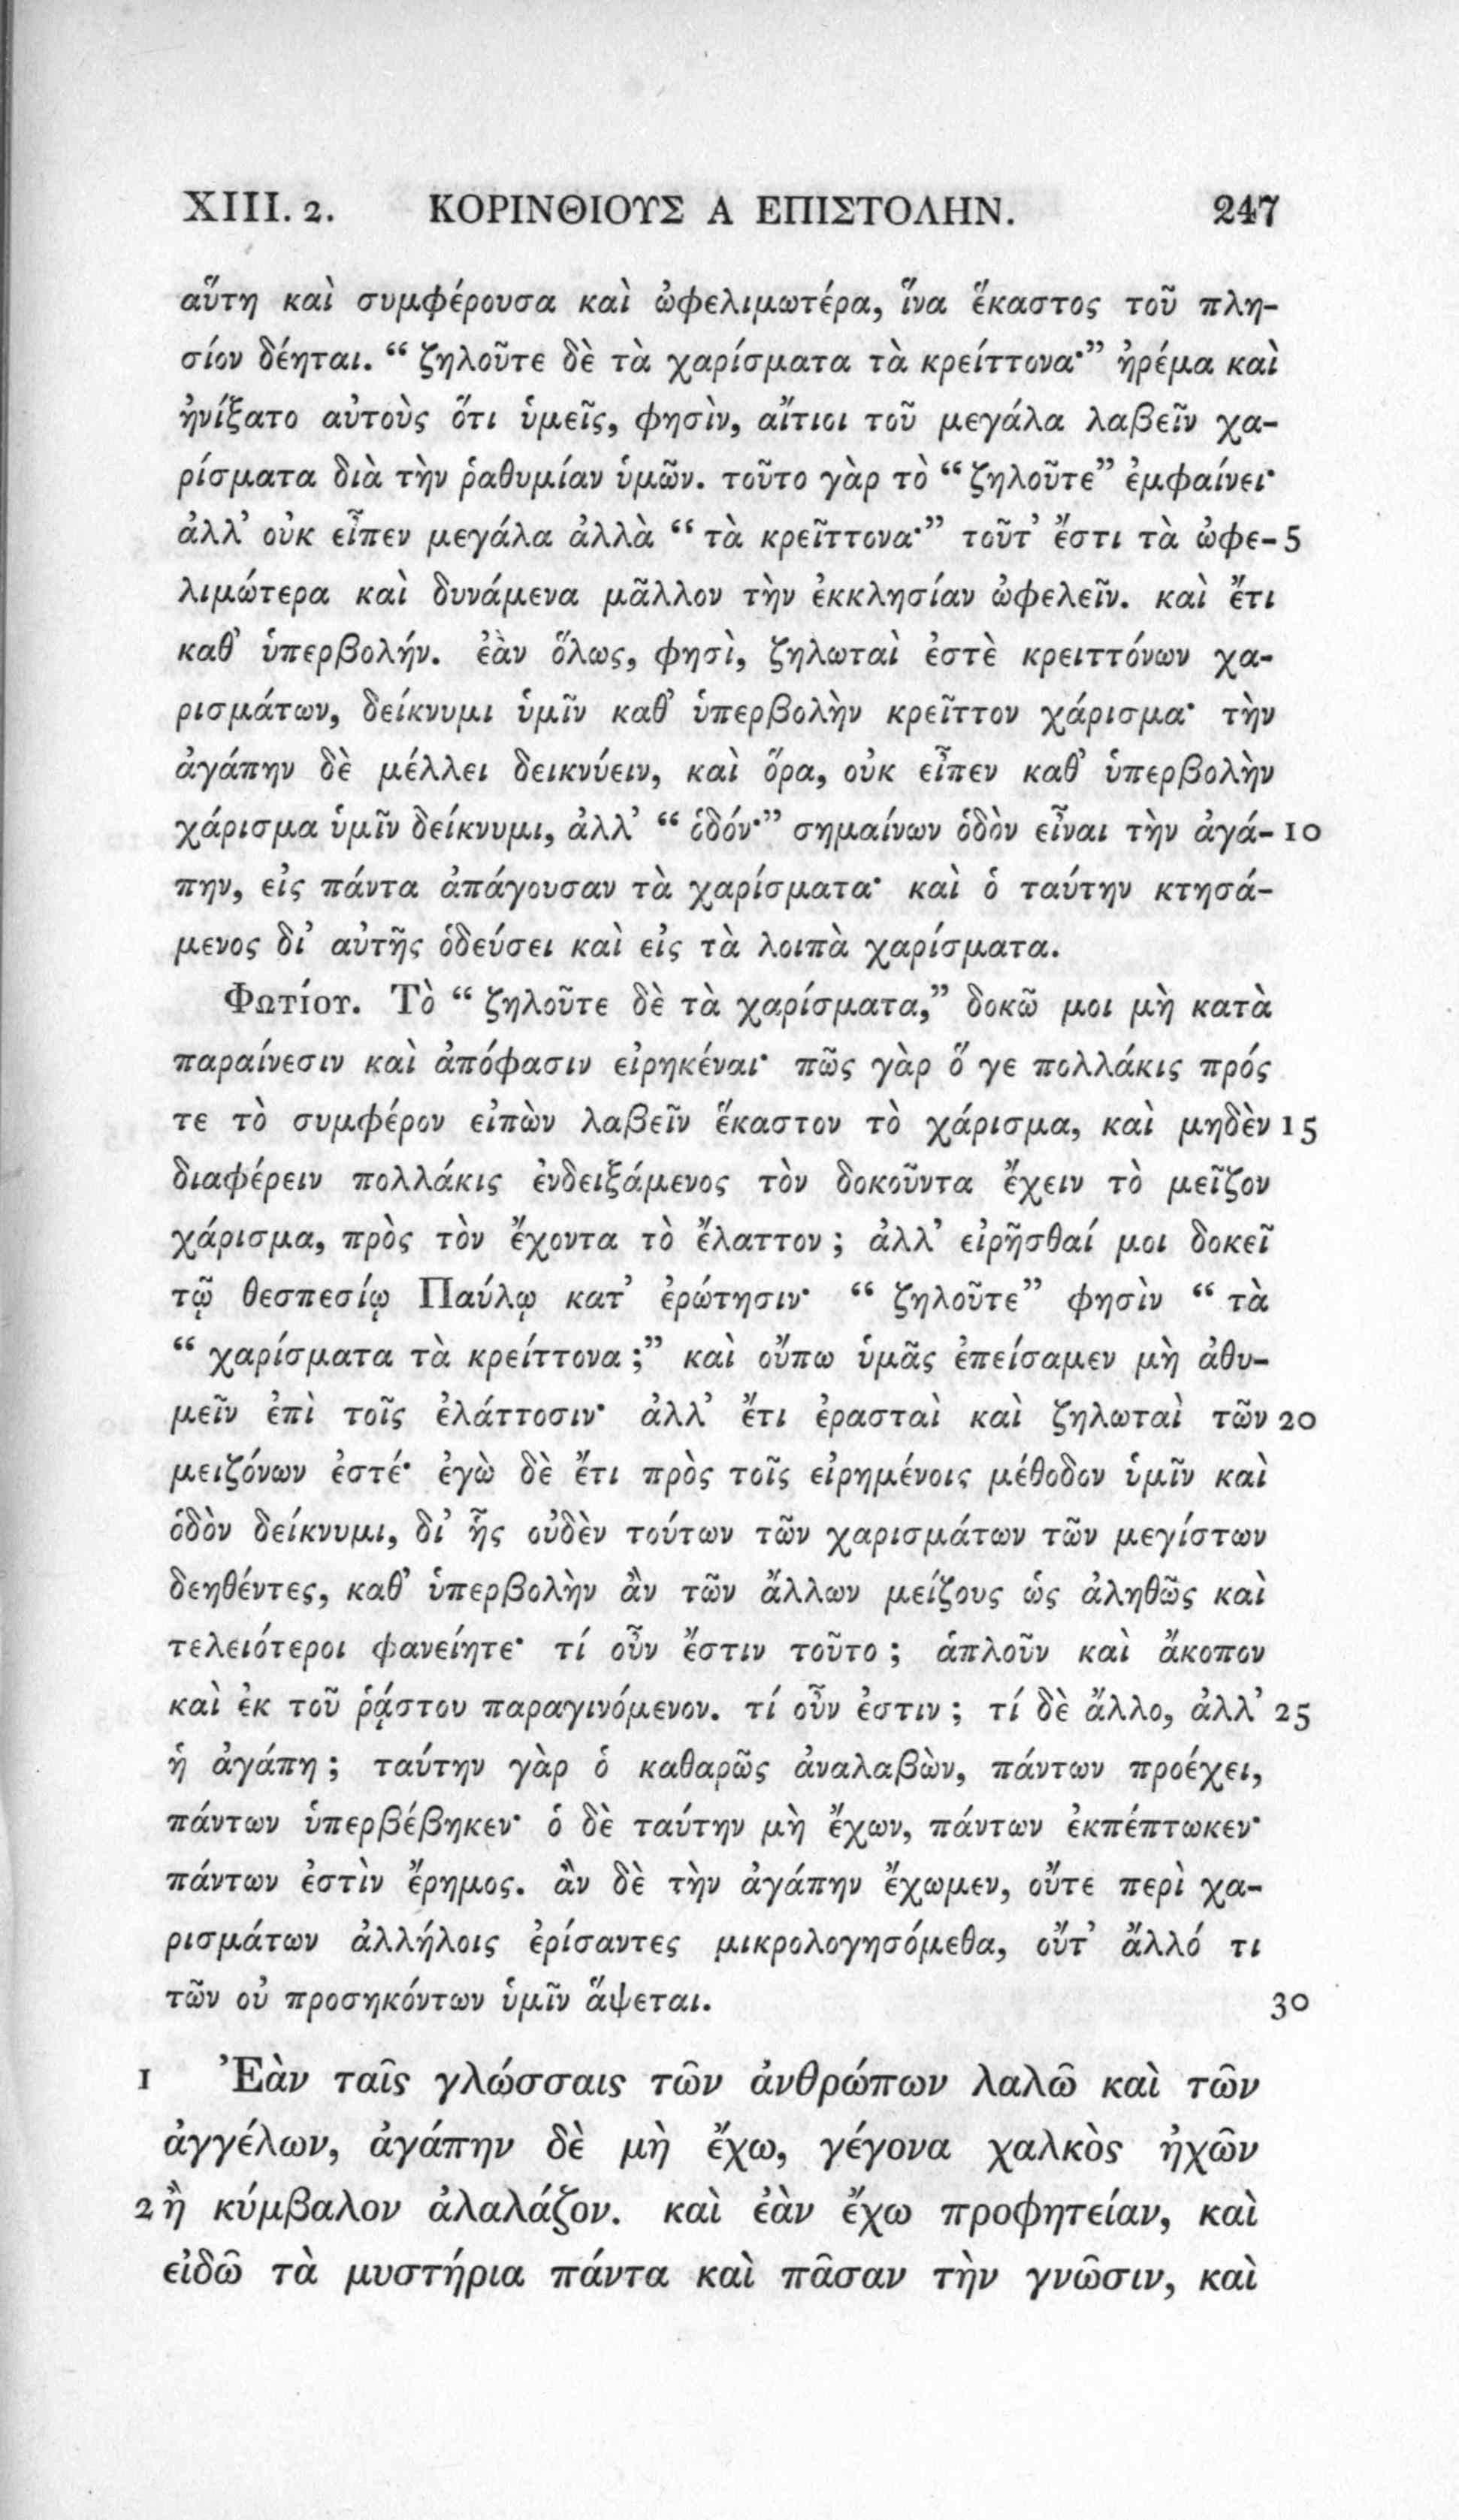 XIII. 2. ΚΟΡΙΝΘΙΟΥΣ Α ΕΠΙΣΤΟΛΗΝ. 247
αὕτη καὶ συμφέρουσα καὶ ὠφελιμωτέρα, ἵνα ἕκαστος τοῦ πλη-
σίον δέηται. “ ζηλοῦτε δὲ τὰ χαρίσματα τὰ κρείττονα·” ἠρέμα καὶ
ἠνίξατο αὐτοὺς ὅτι ὑμεῖς, φησὶν, αἴτιοι τοῦ μεγάλα λαβεῖν χα-
ρίσματα διὰ τὴν ῥαθυμίαν ὑμῶν. τοῦτο γὰρ τὸ “ ζηλοῦτε” ἐμφαίνει·
ἀλλ’ οὐκ εἶπεν μεγάλα ἀλλὰ “ τὰ κρεῖττονα·” τοῦτ’ ἔστι τὰ ὠφε- 5
λιμώτερα καὶ δυνάμενα μᾶλλον τὴν ἐκκλησίαν ὠφελεῖν. καὶ ἔτι
καθ’ ὑπερβολήν. ἐὰν ὅλως, φησὶ, ζηλωταὶ ἐστὲ κρειττόνων χα-
ρισμάτων, δείκνυμι ὑμῖν καθ’ ὑπερβολὴν κρεῖττον χάρισμα· τὴν
ἀγάπην δὲ μέλλει δεικνύειν, καὶ ὅρα, οὐκ εἶπεν καθ’ ὑπερβολὴν
χάρισμα ὑμῖν δείκνυμι, ἀλλ’ “ ὁδόν·” σημαίνων ὁδὸν εἶναι τὴν ἀγά- 10
πην, εἰς πάντα ἀπάγουσαν τὰ χαρίσματα· καὶ ὁ ταύτην κτησά-
μενος δι’ αὐτῆς ὁδεύσει καὶ εἰς τὰ λοιπὰ χαρίσματα.
Φωτίου. Τὸ “ ζηλοῦτε δὲ τὰ χαρίσματα,” δοκῶ μοι μὴ κατὰ
παραίνεσιν καὶ ἀπόφασιν εἰρηκέναι· πῶς γὰρ ὅ γε πολλάκις πρός
τε τὸ συμφέρον εἰπὼν λαβεῖν ἕκαστον τὸ χάρισμα, καὶ μηδὲν 15
διαφέρειν πολλάκις ἐνδειξάμενος τὸν δοκοῦντα ἔχειν τὸ μεῖζον
χάρισμα, πρὸς τὸν ἔχοντα τὸ ἔλαττον ; ἀλλ’ εἰρῆσθαί μοι δοκεῖ
τῷ θεσπεσίῳ Παύλῳ κατ’ ἐρώτησιν· “ ζηλοῦτε” φησὶν “ τὰ
“ χαρίσματα τὰ κρείττονα ;” καὶ οὔπω ὑμᾶς ἐπείσαμεν μὴ ἀθυ-
μεῖν ἐπὶ τοῖς ἐλάττοσιν· ἀλλ’ ἔτι ἐρασταὶ καὶ ζηλωταὶ τῶν 20
μειζόνων ἐστέ· ἐγὼ δὲ ἔτι πρὸς τοῖς εἰρημένοις μέθοδον ὑμῖν καὶ
ὁδὸν δείκνυμι, δι’ ἧς οὐδὲν τούτων τῶν χαρισμάτων τῶν μεγίστων
δεηθέντες, καθ’ ὑπερβολὴν ἂν τῶν ἄλλων μείζους ὡς ἀληθῶς καὶ
τελειότεροι φανείητε· τί οὖν ἔστιν τοῦτο ; ἁπλοῦν καὶ ἄκοπον
καὶ ἐκ τοῦ ῥᾴστου παραγινόμενον. τί οὖν ἐστιν ; τί δὲ ἄλλο, ἀλλ’ 25
ἡ ἀγάπη ; ταύτην γὰρ ὁ καθαρῶς ἀναλαβὼν, πάντων προέχει,
πάντων ὑπερβέβηκεν· ὁ δὲ ταύτην μὴ ἔχων, πάντων ἐκπέπτωκεν·
πάντων ἐστὶν ἔρημος. ἂν δὲ τὴν ἀγάπην ἔχωμεν, οὔτε περὶ χα-
ρισμάτων ἀλλήλοις ἐρίσαντες μικρολογησόμεθα, οὔτ’ ἄλλό τι
τῶν οὐ προσηκόντων ὑμῖν ἅψεται. 30
1 Ἐὰν ταῖς γλώσσαις τῶν ἀνθρώπων λαλῶ καὶ τῶν
ἀγγέλων, ἀγάπην δὲ μὴ ἔχω, γέγονα χαλκὸς ἠχῶν
2 ἢ κύμβαλον ἀλαλάζον. καὶ ἐὰν ἔχω προφητείαν, καὶ
εἰδῶ τὰ μυστήρια πάντα καὶ πᾶσαν τὴν γνῶσιν, καὶ